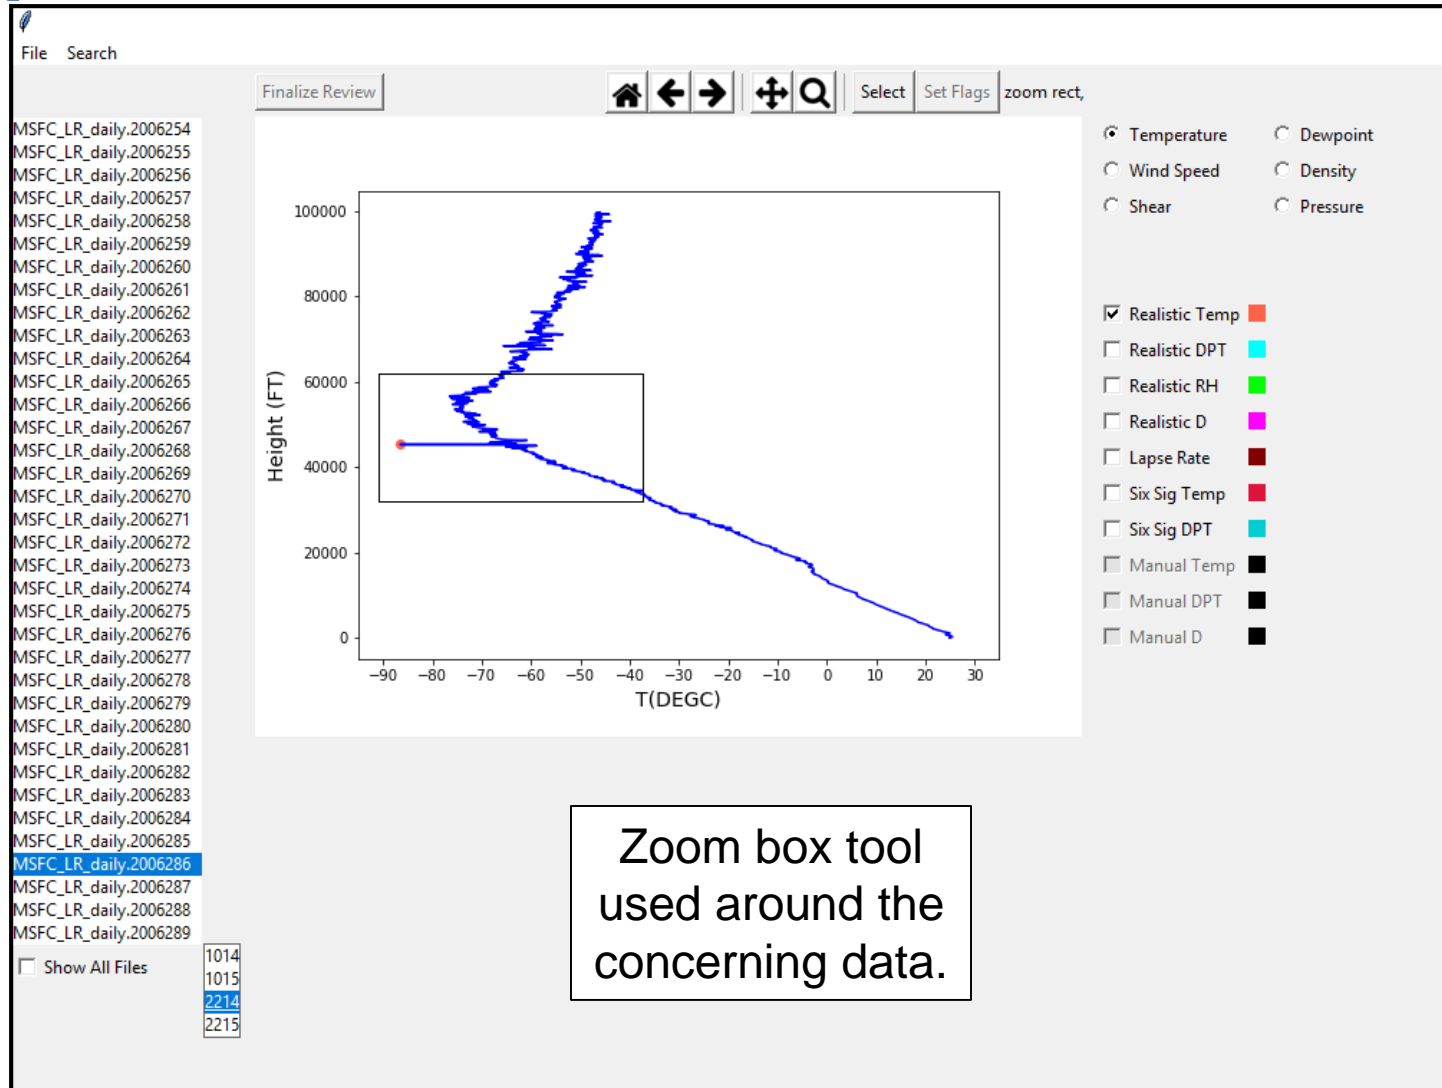 File Search
Finalize Review Select Set Flags zoom rect,
MSFC_LR_daily.2006254
MSFC_LR_daily.2006255
MSFC_LR_daily.2006256
MSFC_LR_daily.2006257
MSFC_LR_daily.2006258
MSFC_LR_daily.2006259
MSFC_LR_daily.2006260
MSFC_LR_daily.2006261
MSFC_LR_daily.2006262
MSFC_LR_daily.2006263
MSFC_LR_daily.2006264
MSFC_LR_daily.2006265
MSFC_LR_daily.2006266
MSFC_LR_daily.2006267
MSFC_LR_daily.2006268
MSFC_LR_daily.2006269
MSFC_LR_daily.2006270
MSFC_LR_daily.2006271
MSFC_LR_daily.2006272
MSFC_LR_daily.2006273
MSFC_LR_daily.2006274
MSFC_LR_daily.2006275
MSFC_LR_daily.2006276
MSFC_LR_daily.2006277
MSFC_LR_daily.2006278
MSFC_LR_daily.2006279
MSFC_LR_daily.2006280
MSFC_LR_daily.2006281
MSFC_LR_daily.2006282
MSFC_LR_daily.2006283
MSFC_LR_daily.2006284
MSFC_LR_daily.2006285
MSFC_LR_daily.2006286
MSFC_LR_daily.2006287
MSFC_LR_daily.2006288
MSFC_LR_daily.2006289
Show All Files
1014
1015
2214
2215
Height (FT)
100000
80000
60000
40000
20000
0
−90 −80 −70 −60 −50 −40 −30 −20 −10 0 10 20 30
T(DEGC)
Temperature Dewpoint
Wind Speed Density
Shear Pressure
Realistic Temp
Realistic DPT
Realistic RH
Realistic D
Lapse Rate
Six Sig Temp
Six Sig DPT
Manual Temp
Manual DPT
Manual D
Zoom box tool
used around the
concerning data.